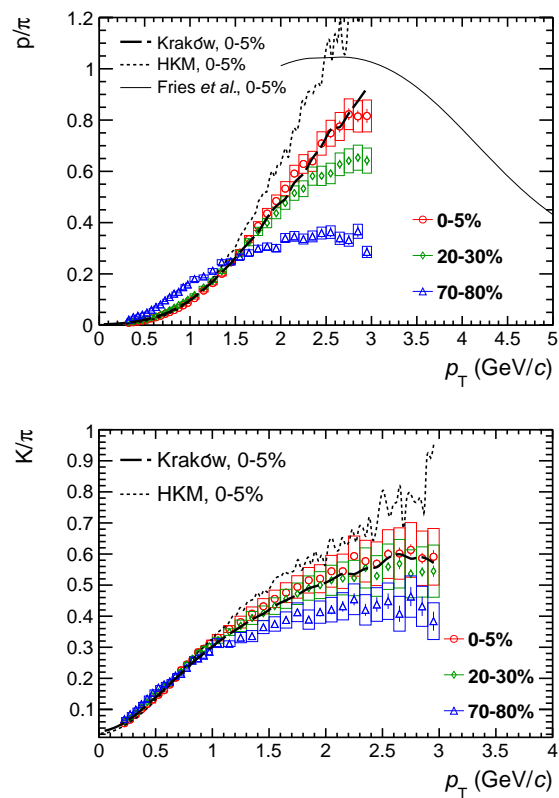 p/π
1.2
1
0.8
0.6
0.4
0.2
0
Kraków, 0-5%
HKM, 0-5%
Fries et al., 0-5%
0-5%
20-30%
70-80%
0 0.5 1 1.5 2 2.5 3 3.5 4 4.5 5
p_T (GeV/c)
K/π
1
0.9
0.8
0.7
0.6
0.5
0.4
0.3
0.2
0.1
Kraków, 0-5%
HKM, 0-5%
0-5%
20-30%
70-80%
0 0.5 1 1.5 2 2.5 3 3.5 4
p_T (GeV/c)